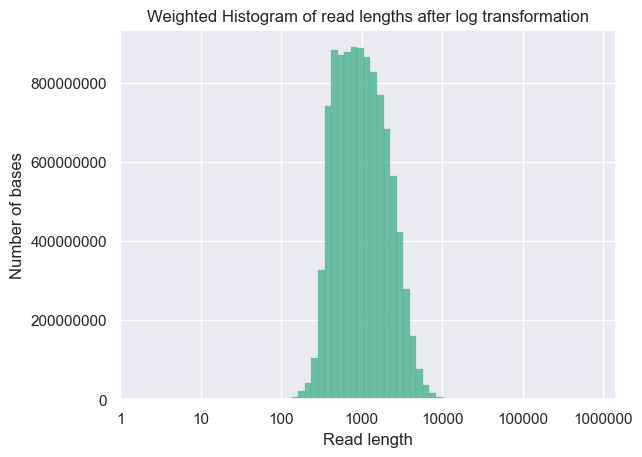 Weighted Histogram of read lengths after log transformation
Number of bases
800000000
600000000
400000000
200000000
0
1 10 100 1000 10000 100000 1000000
Read length